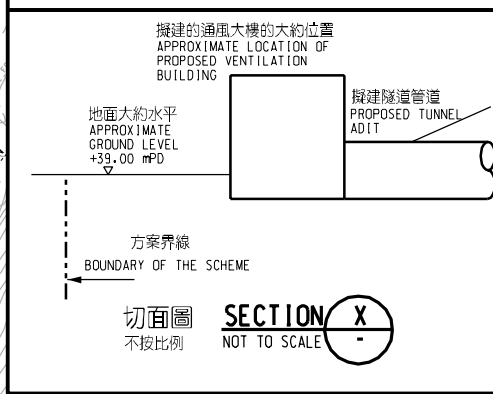 擬建的通風大樓的大約位置
APPROXIMATE LOCATION OF
PROPOSED VENTILATION
BUILDING
擬建隧道管道
PROPOSED TUNNEL
ADIT
地面大約水平
APPROXIMATE
GROUND LEVEL
+39.00 mPD
方案界線
BOUNDARY OF THE SCHEME
切面圖 SECTION X
不按比例 NOT TO SCALE -